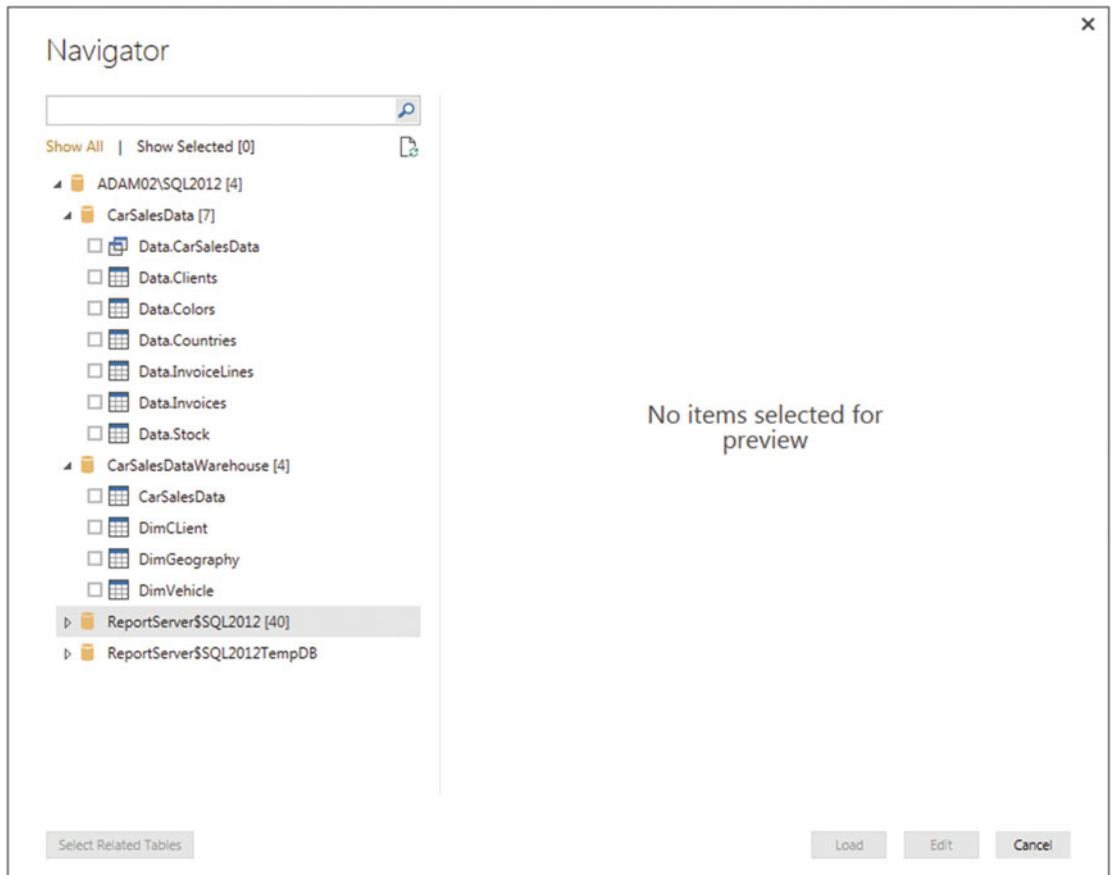 Navigator
Show All | Show Selected [0]
ADAM02\SQL2012 [4]
CarSalesData [7]
Data.CarSalesData
Data.Clients
Data.Colors
Data.Countries
Data.InvoiceLines
Data.Invoices
Data.Stock
CarSalesDataWarehouse [4]
CarSalesData
DimCLient
DimGeography
DimVehicle
ReportServer$SQL2012 [40]
ReportServer$SQL2012TempDB
No items selected for
preview
Select Related Tables
Load
Edit
Cancel